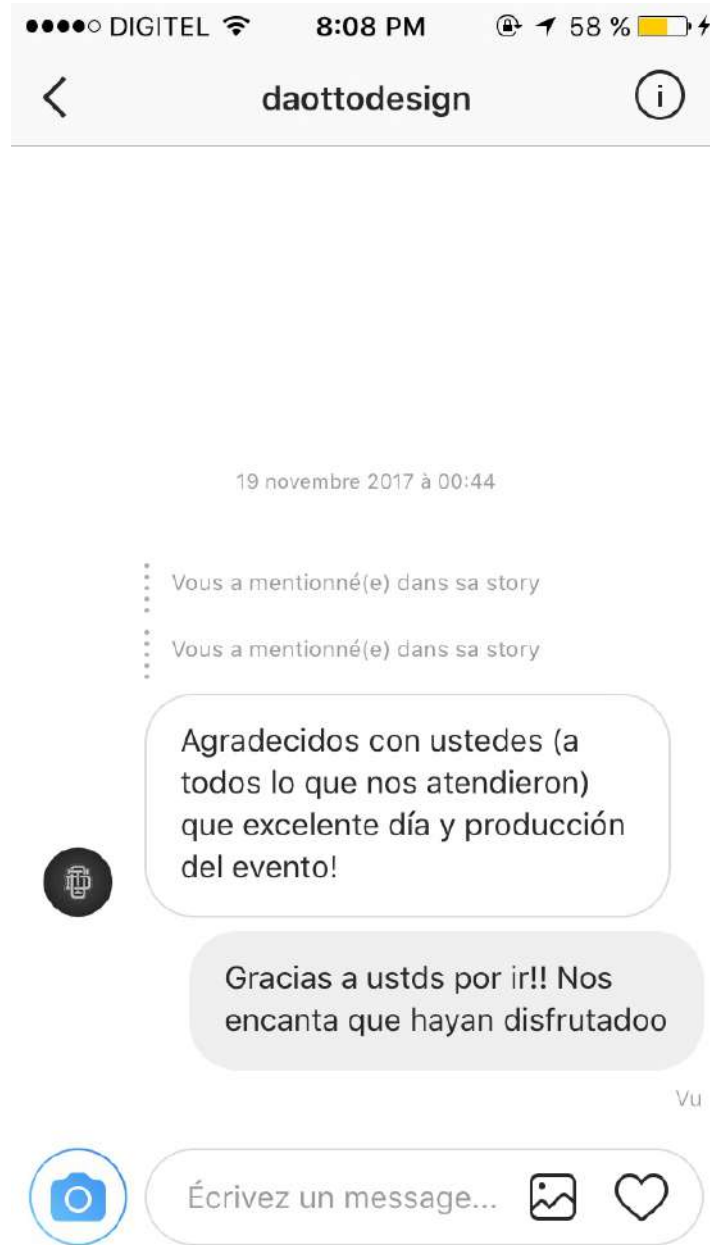 DIGITEL 8:08 PM 58 %
daottodesign
19 novembre 2017 à 00:44
Vous a mentionné(e) dans sa story
Vous a mentionné(e) dans sa story
Agradecidos con ustedes (a
todos lo que nos atendieron)
que excelente día y producción
del evento!
Gracias a ustds por ir!! Nos
encanta que hayan disfrutadoo
Vu
Écrivez un message...